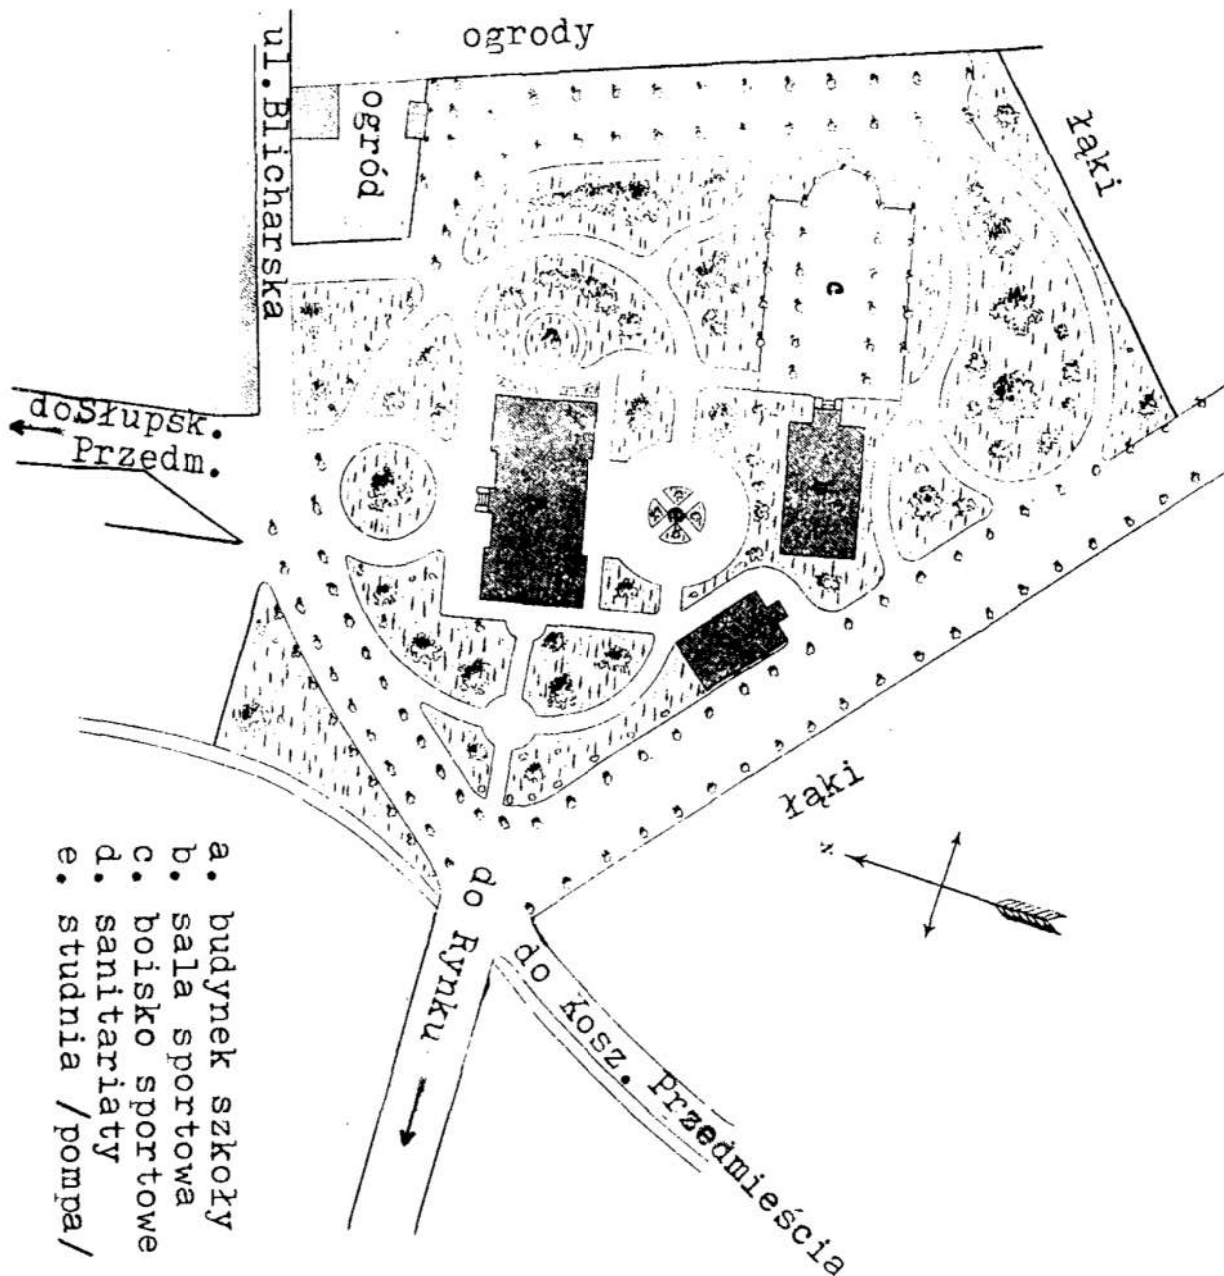 ogrody
ul. Blicharska
ogród
łąki
c
doSłupsk.
Przedm.
łąki
N
do Rynku
do Kosz. Przedmieścia
a. budynek szkoły
b. sala sportowa
c. boisko sportowe
d. sanitariaty
e. studnia /pompa/